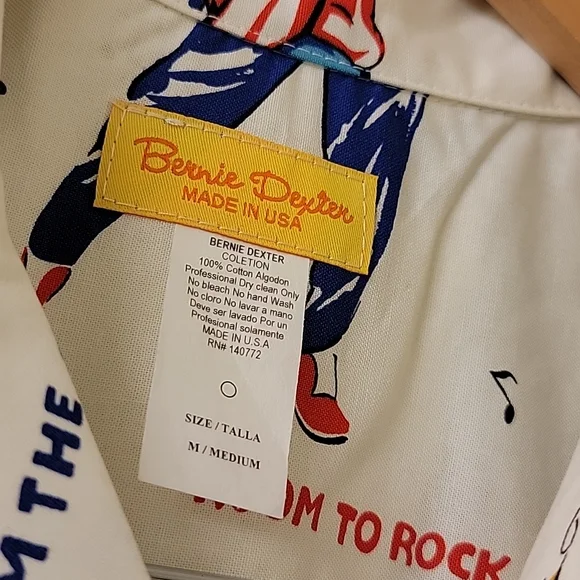 Bernie Dexter
MADE IN USA
BERNIE DEXTER
COLETION
100% Cotton Algodon
Professional Dry clean Only
No bleach No hand Wash
No cloro No lavar a mano
Deve ser lavado Por un
Profesional solamente
MADE IN U.S.A
RN# 140772
SIZE / TALLA
M / MEDIUM
M THE
TO ROCK